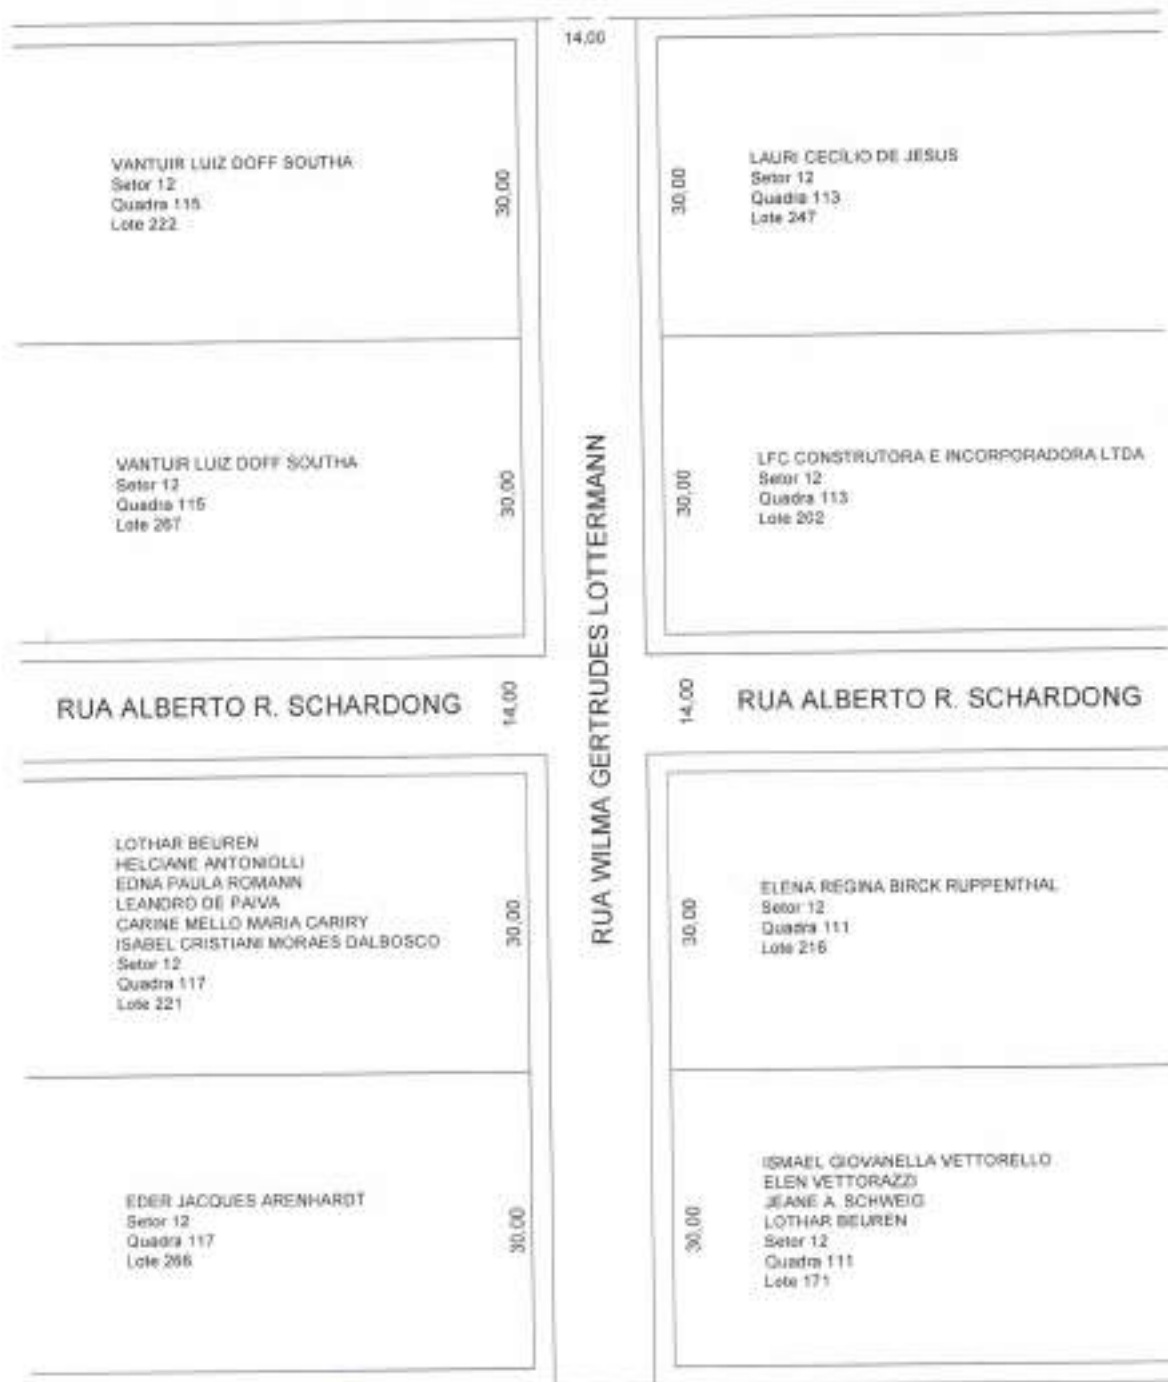 14,00
VANTUIR LUIZ DOFF SOUTHA
Setor 12
Quadra 115
Lote 222
30,00
30,00
LAURI CECÍLIO DE JESUS
Setor 12
Quadra 113
Lote 247
VANTUIR LUIZ DOFF SOUTHA
Setor 12
Quadra 115
Lote 267
30,00
RUA WILMA GERTRUDES LOTTERMANN
30,00
LFC CONSTRUTORA E INCORPORADORA LTDA
Setor 12
Quadra 113
Lote 202
RUA ALBERTO R. SCHARDONG
14,00
14,00
RUA ALBERTO R. SCHARDONG
LOTHAR BEUREN
HELCIANE ANTONIOLLI
EDNA PAULA ROMANN
LEANDRO DE PAIVA
CARINE MELLO MARIA CARIRY
ISABEL CRISTIANI MORAES DALBOSCO
Setor 12
Quadra 117
Lote 221
30,00
30,00
ELENA REGINA BIRCK RUPPENTHAL
Setor 12
Quadra 111
Lote 216
EDER JACQUES ARENHARDT
Setor 12
Quadra 117
Lote 266
30,00
30,00
ISMAEL GIOVANELLA VETTORELLO
ELEN VETTORAZZI
JEANE A. SCHWEIG
LOTHAR BEUREN
Setor 12
Quadra 111
Lote 171